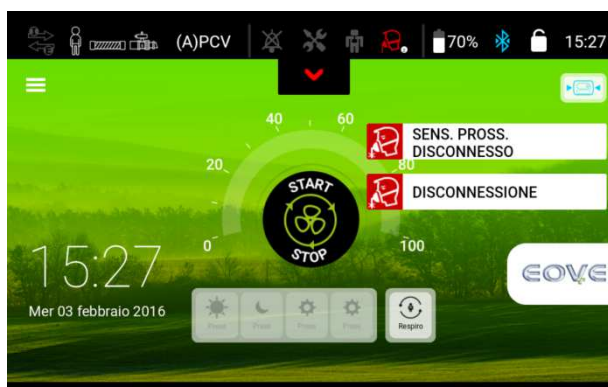 (A)PCV 70% 15:27
40 60
SENS. PROSS.
DISCONNESSO
20 80
START
DISCONNESSIONE
STOP
0 100
15:27
EOVE
Mer 03 febbraio 2016
Respiro